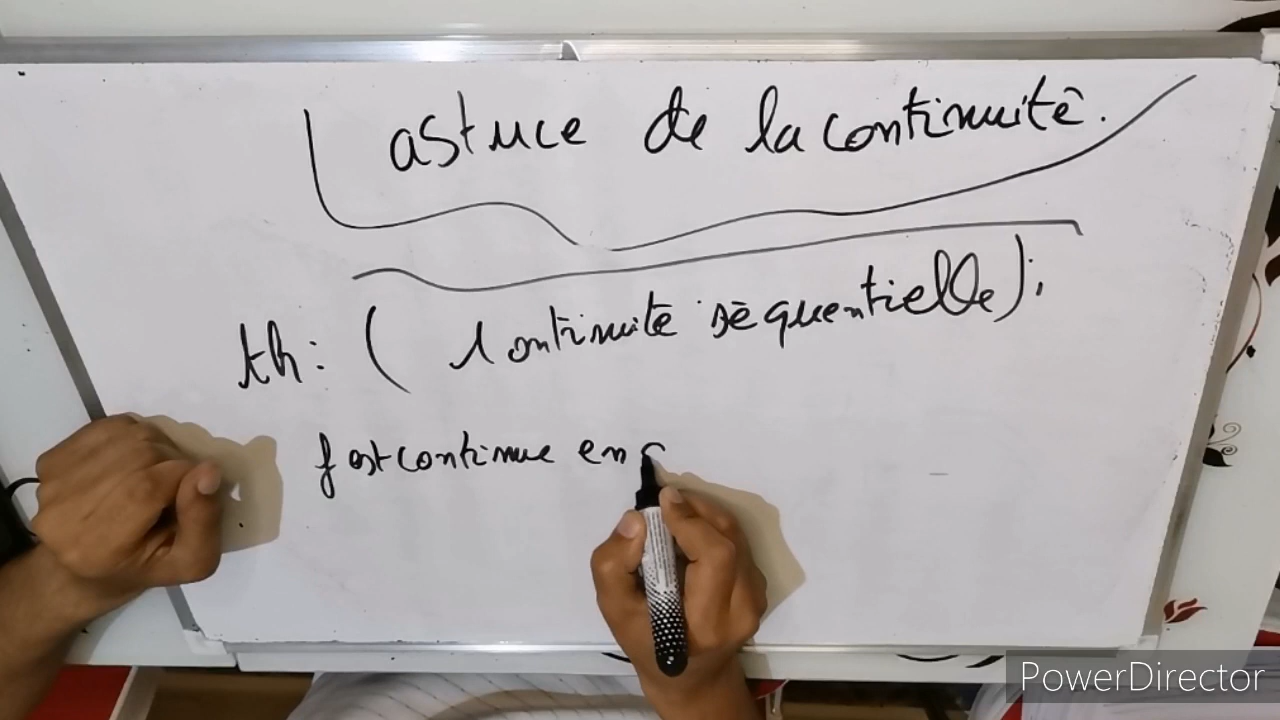 astuce de la continuité.
th: ( continuité séquentielle);
f est continue en
PowerDirector